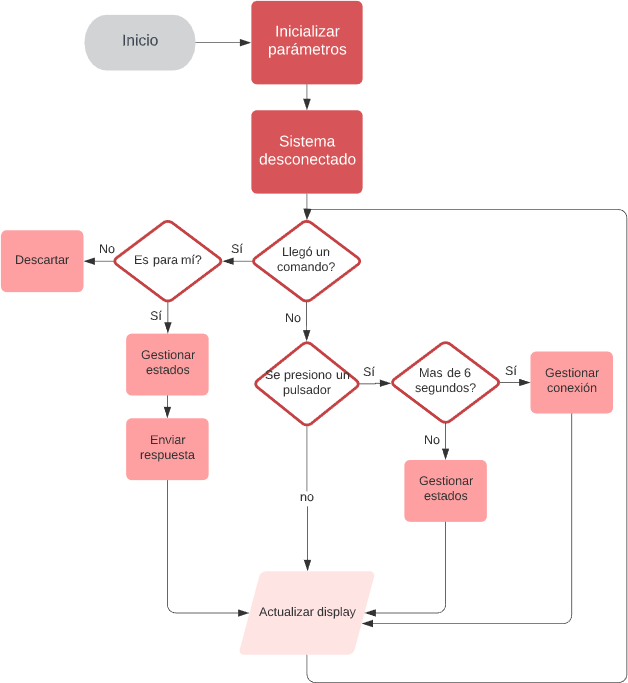 Inicio
Inicializar
parámetros
Sistema
desconectado
Llegó un
comando?
Sí
Es para mí?
No
Descartar
Sí
Gestionar
estados
Enviar
respuesta
No
Se presiono un
pulsador
Sí
Mas de 6
segundos?
Sí
Gestionar
conexión
No
Gestionar
estados
no
Actualizar display